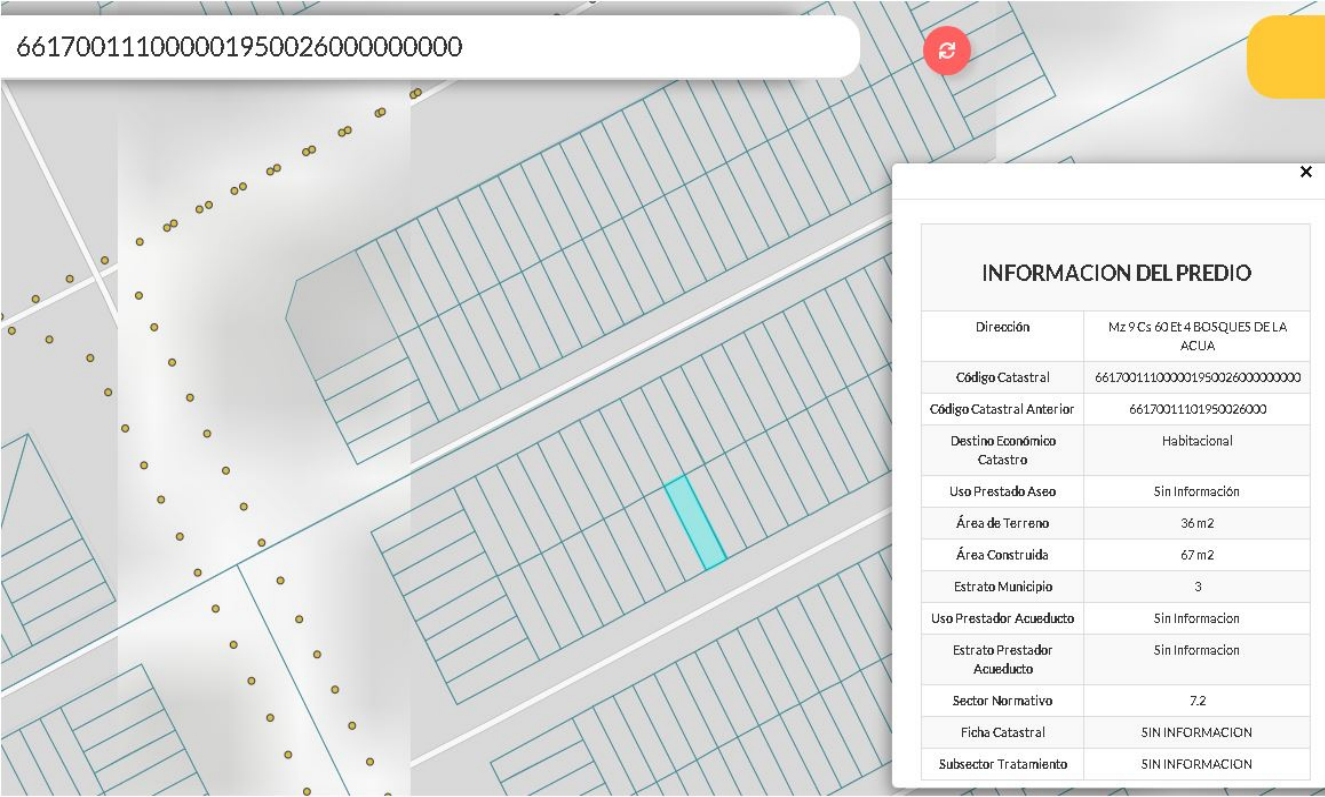 661700111000001950026000000000
×
INFORMACION DEL PREDIO
Dirección Mz 9 Cs 60 Et 4 BOSQUES DE LA
ACUA
Código Catastral 661700111000001950026000000000
Código Catastral Anterior 66170011101950026000
Destino Económico Habitacional
Catastro
Uso Prestado Aseo Sin Información
Área de Terreno 36 m2
Área Construida 67 m2
Estrato Municipio 3
Uso Prestador Acueducto Sin Informacion
Estrato Prestador Sin Informacion
Acueducto
Sector Normativo 7.2
Ficha Catastral SIN INFORMACION
Subsector Tratamiento SIN INFORMACION